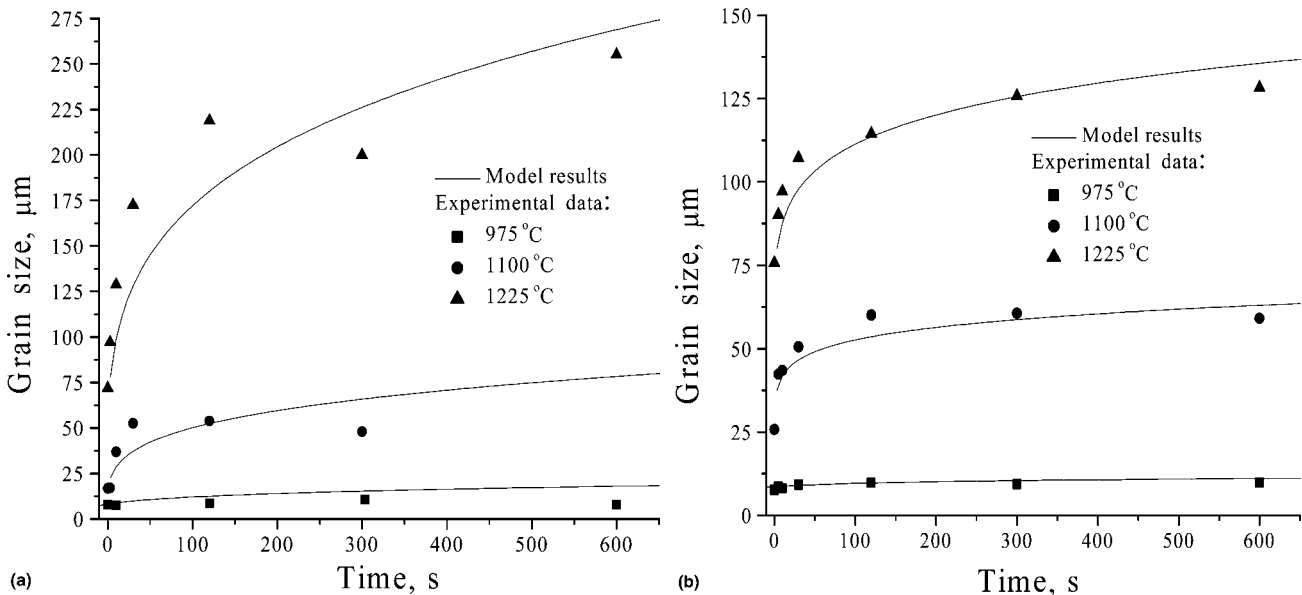 275
250
225
200
175
150
125
100
75
50
25
0
Grain size, μm
Model results
Experimental data:
975 °C
1100 °C
1225 °C
0 100 200 300 400 500 600
Time, s
(a)
150
125
100
75
50
25
0
Grain size, μm
Model results
Experimental data:
975 °C
1100 °C
1225 °C
0 100 200 300 400 500 600
Time, s
(b)